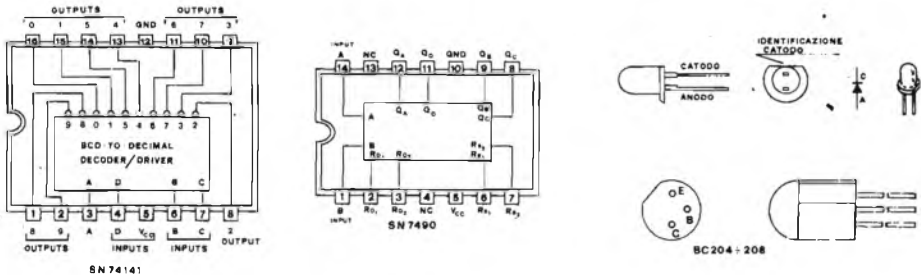 OUTPUTS OUTPUTS
0 1 5 4 GND 6 7 3
16 15 14 13 12 11 10 9
9 8 0 1 5 4 6 7 3 2
BCD-TO-DECIMAL
DECODER/DRIVER
A D B C
1 2 3 4 5 6 7 8
8 9 A D VCC B C 2
OUTPUTS INPUTS INPUTS OUTPUT
SN 74141
INPUT
A NC QA QD GND QB QC
14 13 12 11 10 9 8
A QA QD QB
QC
B R92
R01 R02 R91
1 2 3 4 5 6 7
B R01 R02 NC VCC R91 R92
INPUT
SN7490
IDENTIFICAZIONE
CATODO
CATODO
ANODO
C
A
E
B
C
BC204÷208